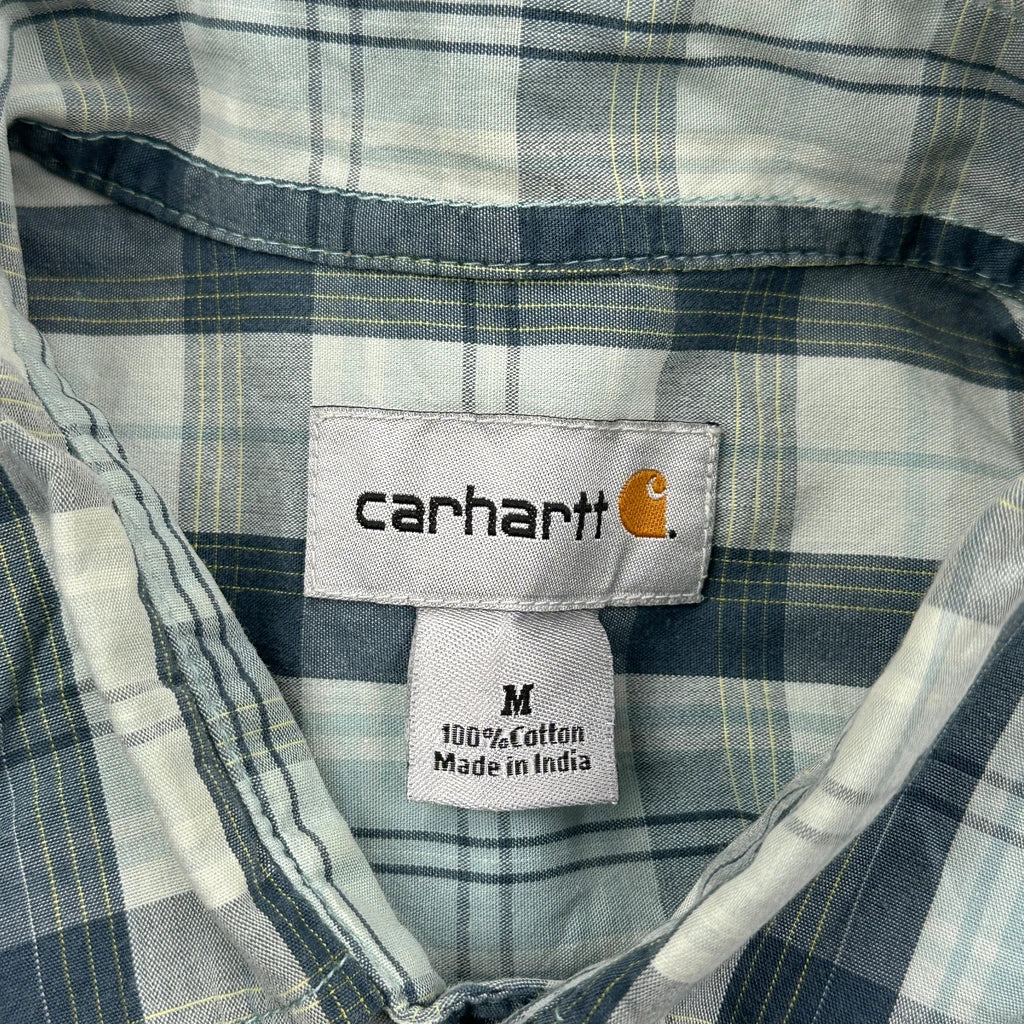 carhartt
M
100% Cotton
Made in India